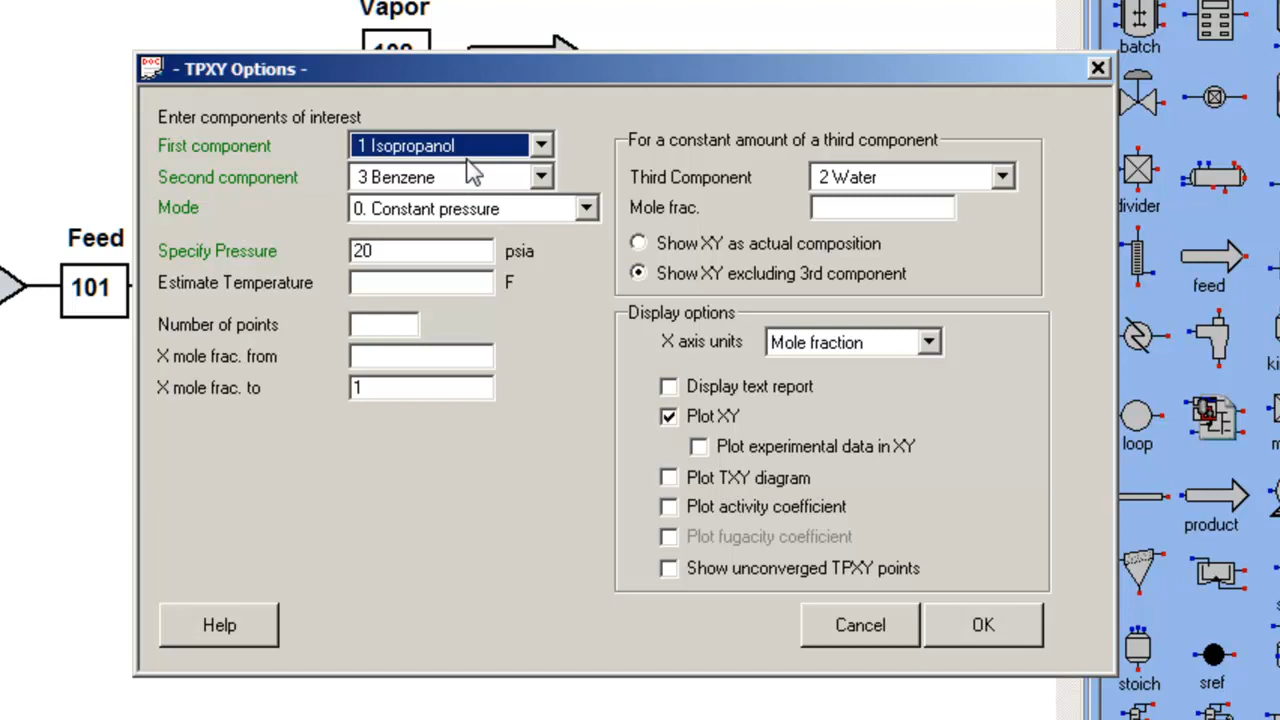 Vapor
batch
DOC
- TPXY Options -
Enter components of interest
First component
1 Isopropanol
Second component
3 Benzene
Mode
0. Constant pressure
Specify Pressure
20
psia
Estimate Temperature
F
Number of points
X mole frac. from
X mole frac. to
1
For a constant amount of a third component
Third Component
2 Water
Mole frac.
Show XY as actual composition
Show XY excluding 3rd component
Display options
X axis units
Mole fraction
Display text report
Plot XY
Plot experimental data in XY
Plot TXY diagram
Plot activity coefficient
Plot fugacity coefficient
Show unconverged TPXY points
Help
Cancel
OK
Feed
101
divider
feed
loop
product
stoich
sref